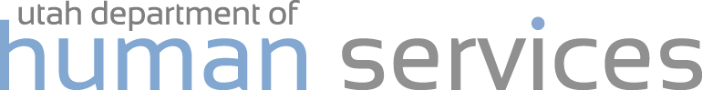 utah department of
human services